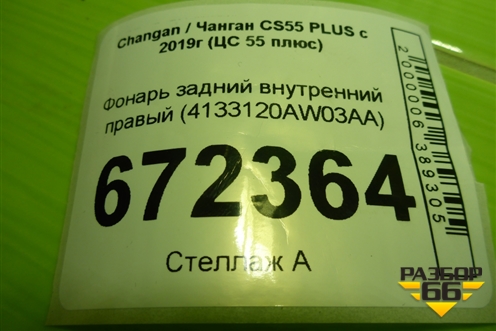 Changan / Чанган CS55 PLUS с
2019г (ЦС 55 плюс)
Фонарь задний внутренний
правый (4133120AW03AA)
672364
Стеллаж А
2000006389305
РАЗБОР
66